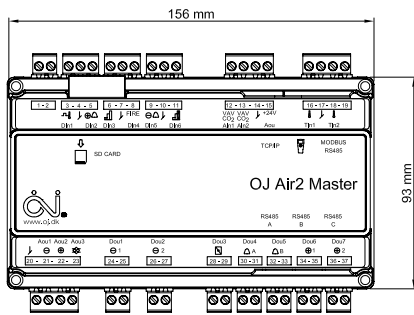 156 mm
1 - 2 3 - 4 - 5 6 - 7 - 8 9 - 10 - 11 12 - 13 - 14 - 15 16 - 17 - 18 - 19
FIRE VAV VAV +24V
CO2 CO2
DIn1 DIn2 DIn3 DIn4 DIn5 DIn6 AIn1 AIn2 Aou TIn1 TIn2
SD CARD TCP/IP MODBUS
RS485
OJ Air2 Master
93 mm
OJ
www.oj.dk
RS485 RS485 RS485
A B C
Aou1 Aou2 Aou3 Dou1 Dou2 Dou3 Dou4 Dou5 Dou6 Dou7
1 2 A B 1 2
20 - 21 - 22 - 23 24 - 25 26 - 27 28 - 29 30 - 31 32 - 33 34 - 35 36 - 37